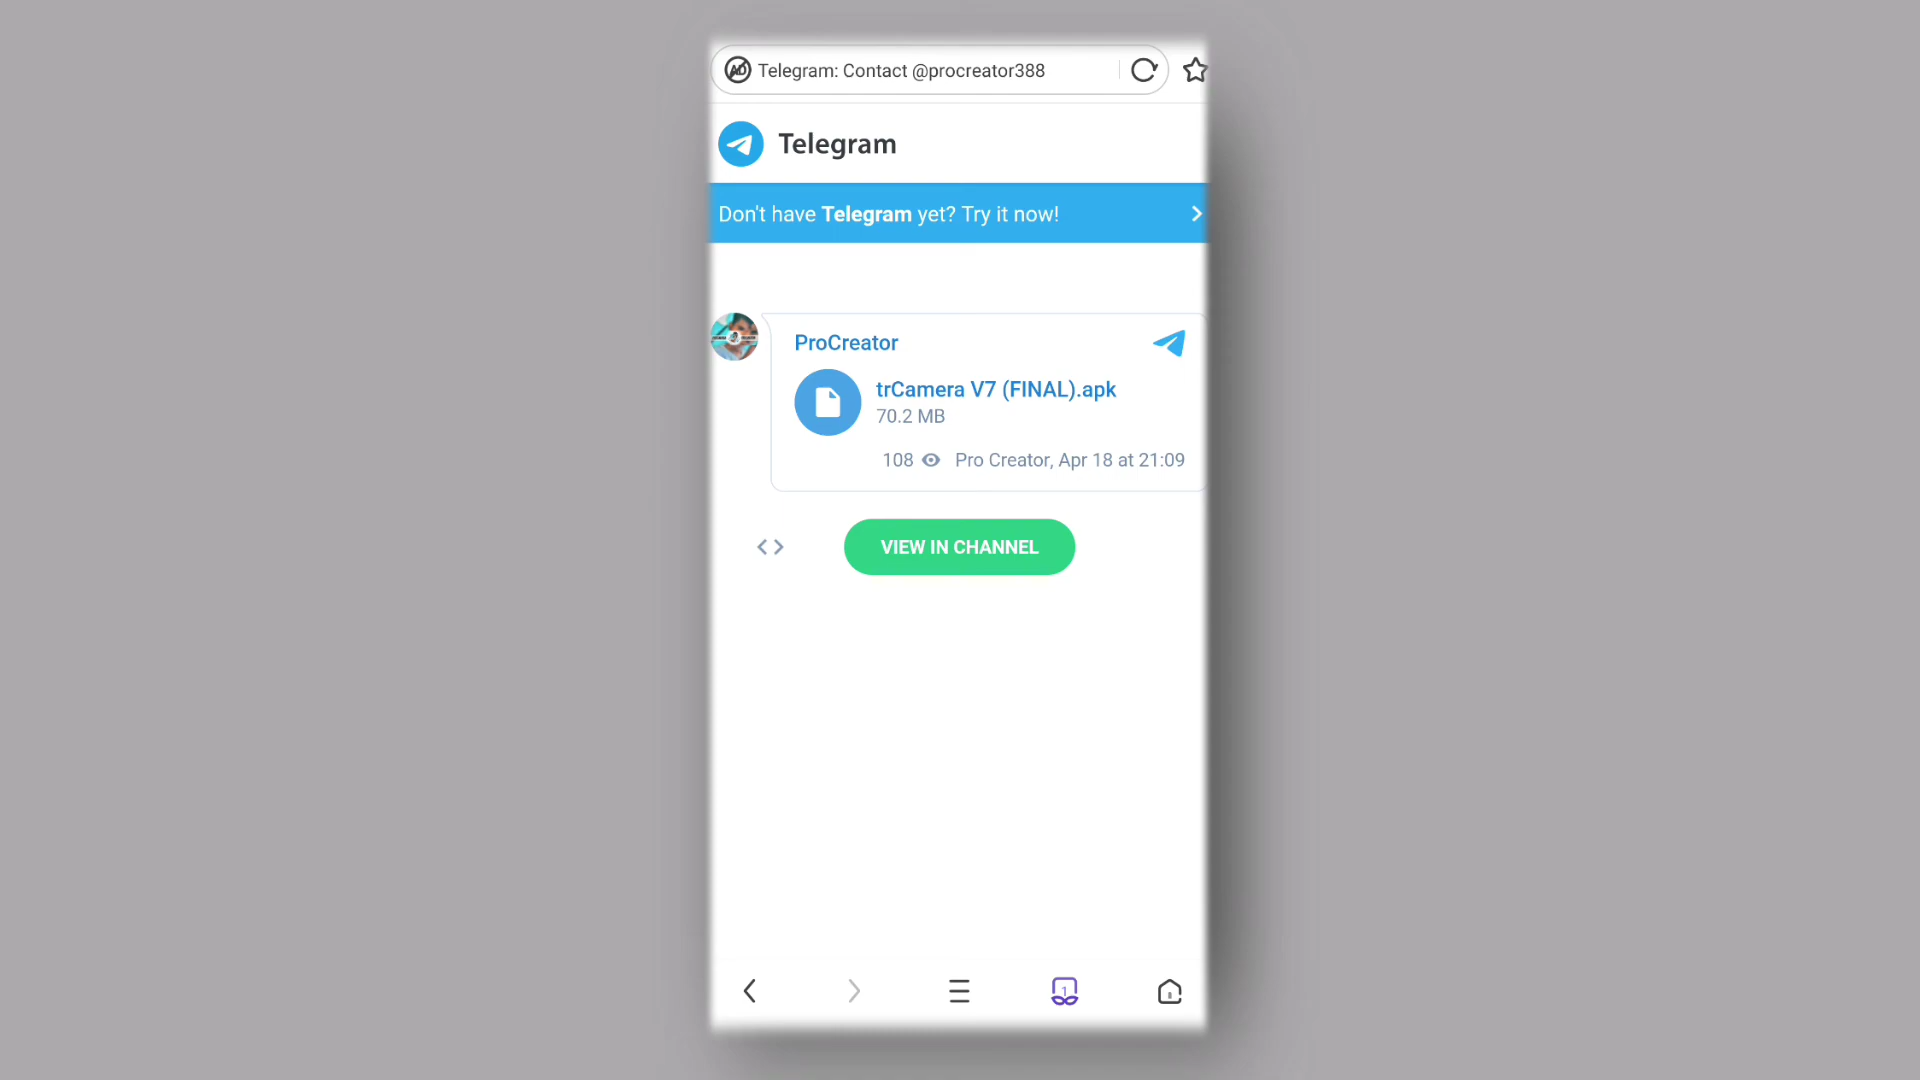 Telegram: Contact @procreator388
Telegram
Don't have Telegram yet? Try it now!
ProCreator
trCamera V7 (FINAL).apk
70.2 MB
108 Pro Creator, Apr 18 at 21:09
VIEW IN CHANNEL
1